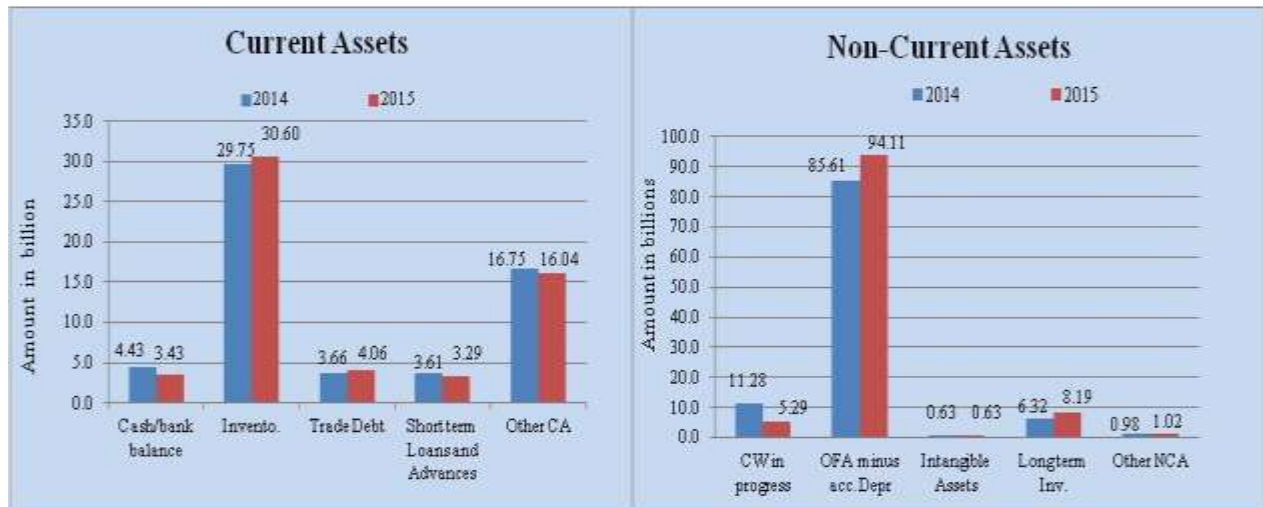 Current Assets
2014 2015
Amount in billion
35.0
30.0
25.0
20.0
15.0
10.0
5.0
0.0
4.43 3.43
29.75 30.60
3.66 4.06
3.61 3.29
16.75 16.04
Cash/bank balance
Invento.
Trade Debt
Short term Loans and Advances
Other CA
Non-Current Assets
2014 2015
Amount in billions
100.0
90.0
80.0
70.0
60.0
50.0
40.0
30.0
20.0
10.0
0.0
11.28 5.29
85.61 94.11
0.63 0.63
6.32 8.19
0.98 1.02
CW in progress
OFA minus acc.Depr
Intangible Assets
Longterm Inv.
Other NCA